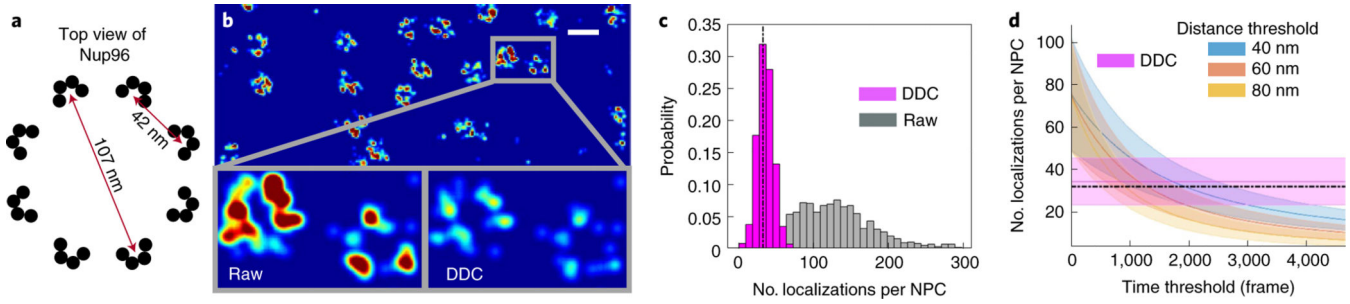 a
Top view of
Nup96
42 nm
107 nm
b
Raw
DDC
c
Probability
0.35
0.30
0.25
0.20
0.15
0.10
0.05
0
DDC
Raw
0
100
200
300
No. localizations per NPC
d
No. localizations per NPC
100
80
60
40
20
DDC
Distance threshold
40 nm
60 nm
80 nm
0
1,000
2,000
3,000
4,000
Time threshold (frame)